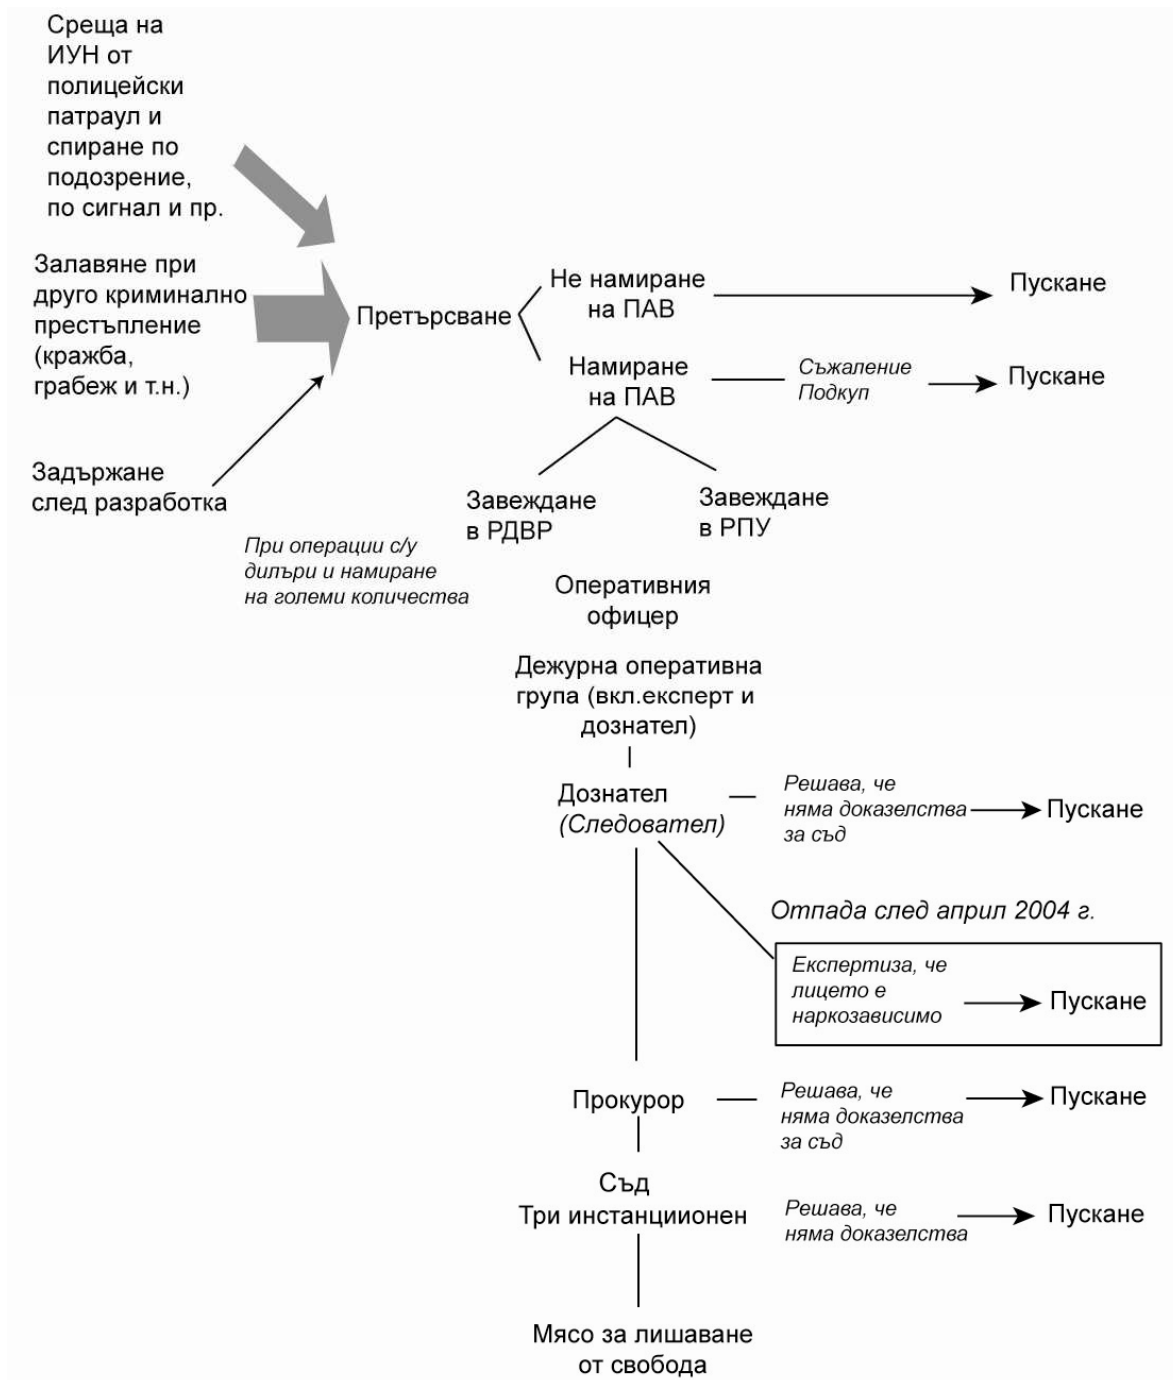 Среща на
ИУН от
полицейски
патраул и
спиране по
подозрение,
по сигнал и пр.
Залавяне при
друго криминално
престъпление
(кражба,
грабеж и т.н.)
Задържане
след разработка
Претърсване
Не намиране
на ПАВ
Пускане
Намиране
на ПАВ
Съжаление
Подкуп
Пускане
Завеждане
в РДВР
Завеждане
в РПУ
При операции с/у
дилъри и намиране
на големи количества
Оперативния
офицер
Дежурна оперативна
група (вкл.експерт и
дознател)
Дознател
(Следовател)
Решава, че
няма доказелства
за съд
Пускане
Отпада след април 2004 г.
Експертиза, че
лицето е
наркозависимо
Пускане
Прокурор
Решава, че
няма доказелства
за съд
Пускане
Съд
Три инстанциионен
Решава, че
няма доказелства
Пускане
Мясо за лишаване
от свобода